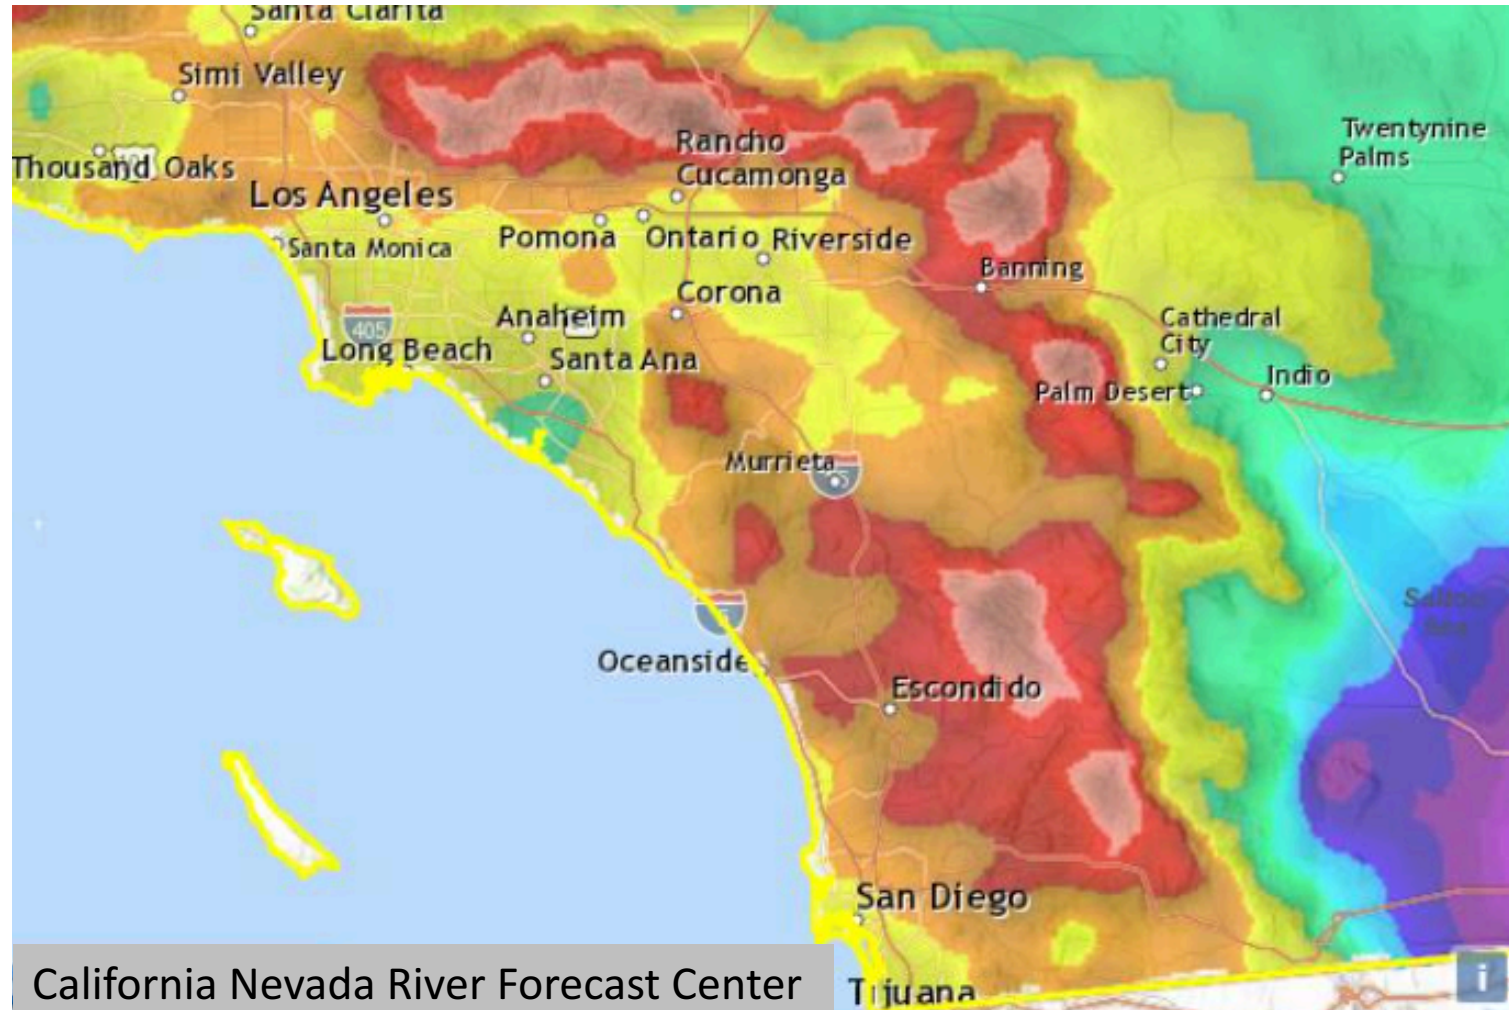 Santa Clarita
Simi Valley
Twentynine
Palms
Rancho
Cucamonga
Thousand Oaks
Los Angeles
Santa Monica
Pomona
Ontario
Riverside
Banning
Corona
Anaheim
405
Cathedral
City
Long Beach
Santa Ana
Indio
Palm Desert
Murrieta
Salton
Sea
5
Oceanside
Escondido
San Diego
California Nevada River Forecast Center
Tijuana
i